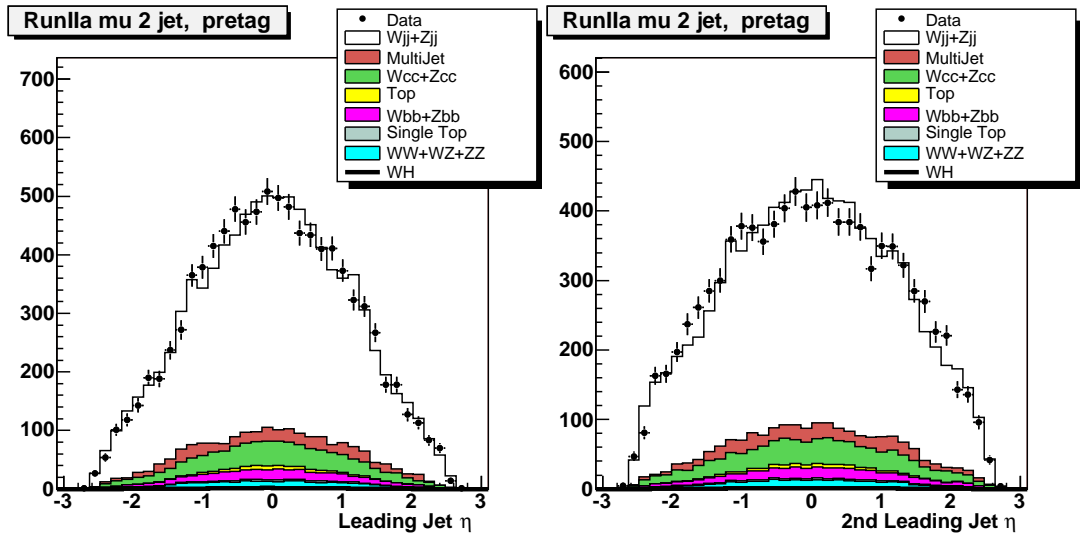 RunIIa mu 2 jet, pretag
Data
Wjj+Zjj
MultiJet
Wcc+Zcc
Top
Wbb+Zbb
Single Top
WW+WZ+ZZ
WH
700
600
500
400
300
200
100
0
-3 -2 -1 0 1 2 3
Leading Jet η
RunIIa mu 2 jet, pretag
Data
Wjj+Zjj
MultiJet
Wcc+Zcc
Top
Wbb+Zbb
Single Top
WW+WZ+ZZ
WH
600
500
400
300
200
100
0
-3 -2 -1 0 1 2 3
2nd Leading Jet η